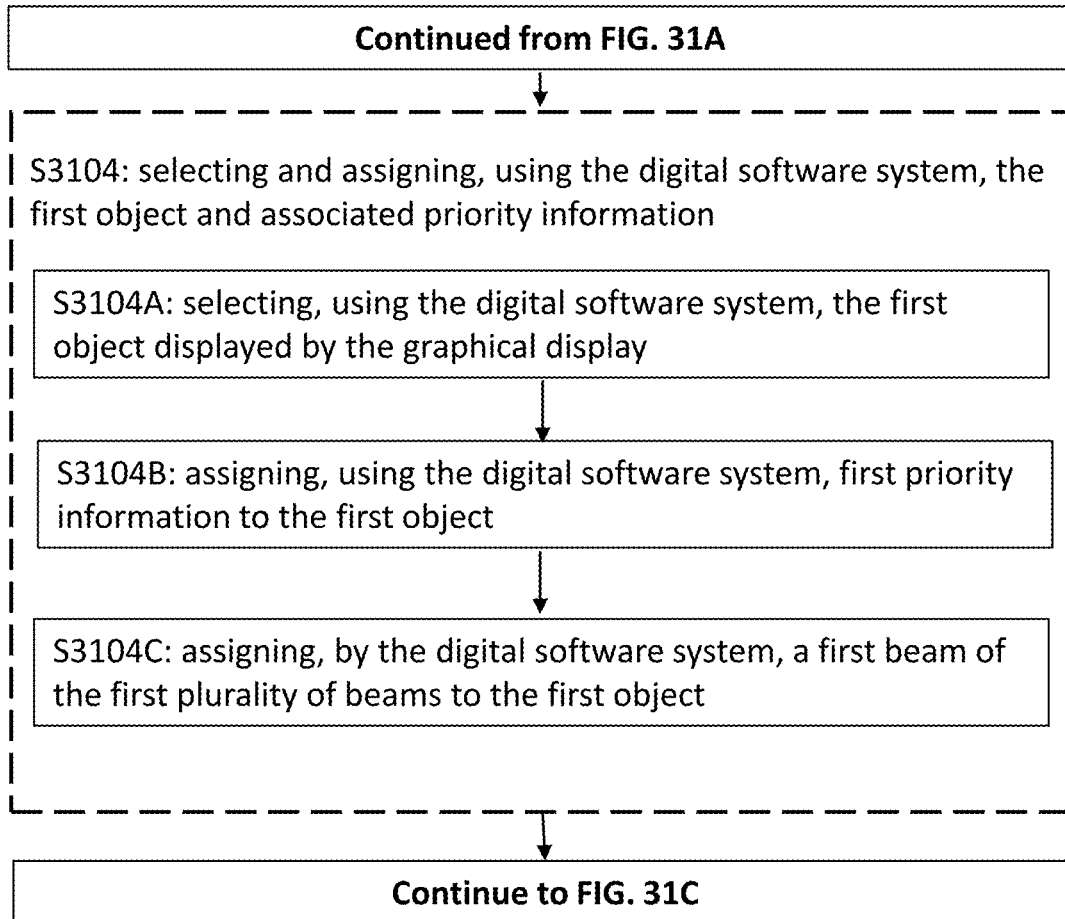 Continued from FIG. 31A
S3104: selecting and assigning, using the digital software system, the
first object and associated priority information
S3104A: selecting, using the digital software system, the first
object displayed by the graphical display
S3104B: assigning, using the digital software system, first priority
information to the first object
S3104C: assigning, by the digital software system, a first beam of
the first plurality of beams to the first object
Continue to FIG. 31C